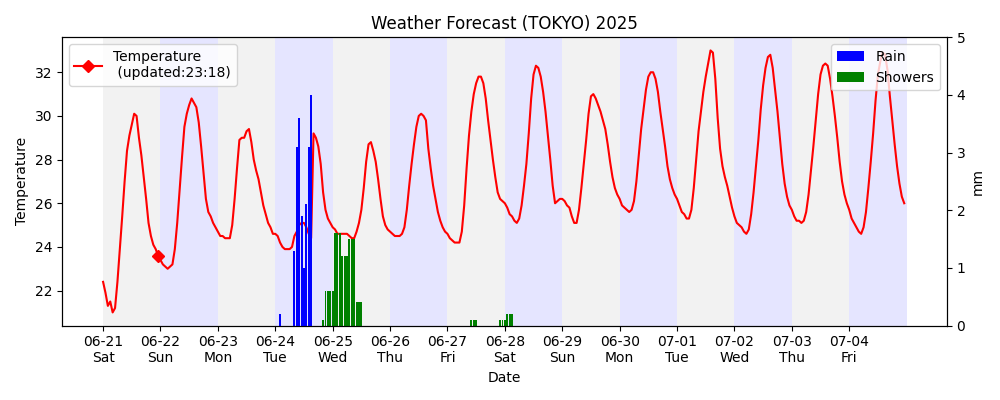 Weather Forecast (TOKYO) 2025
Temperature
(updated:23:18)
Rain
Showers
Temperature
32
30
28
26
24
22
5
4
3
2
1
0
mm
06-21 06-22 06-23 06-24 06-25 06-26 06-27 06-28 06-29 06-30 07-01 07-02 07-03 07-04
Sat Sun Mon Tue Wed Thu Fri Sat Sun Mon Tue Wed Thu Fri
Date